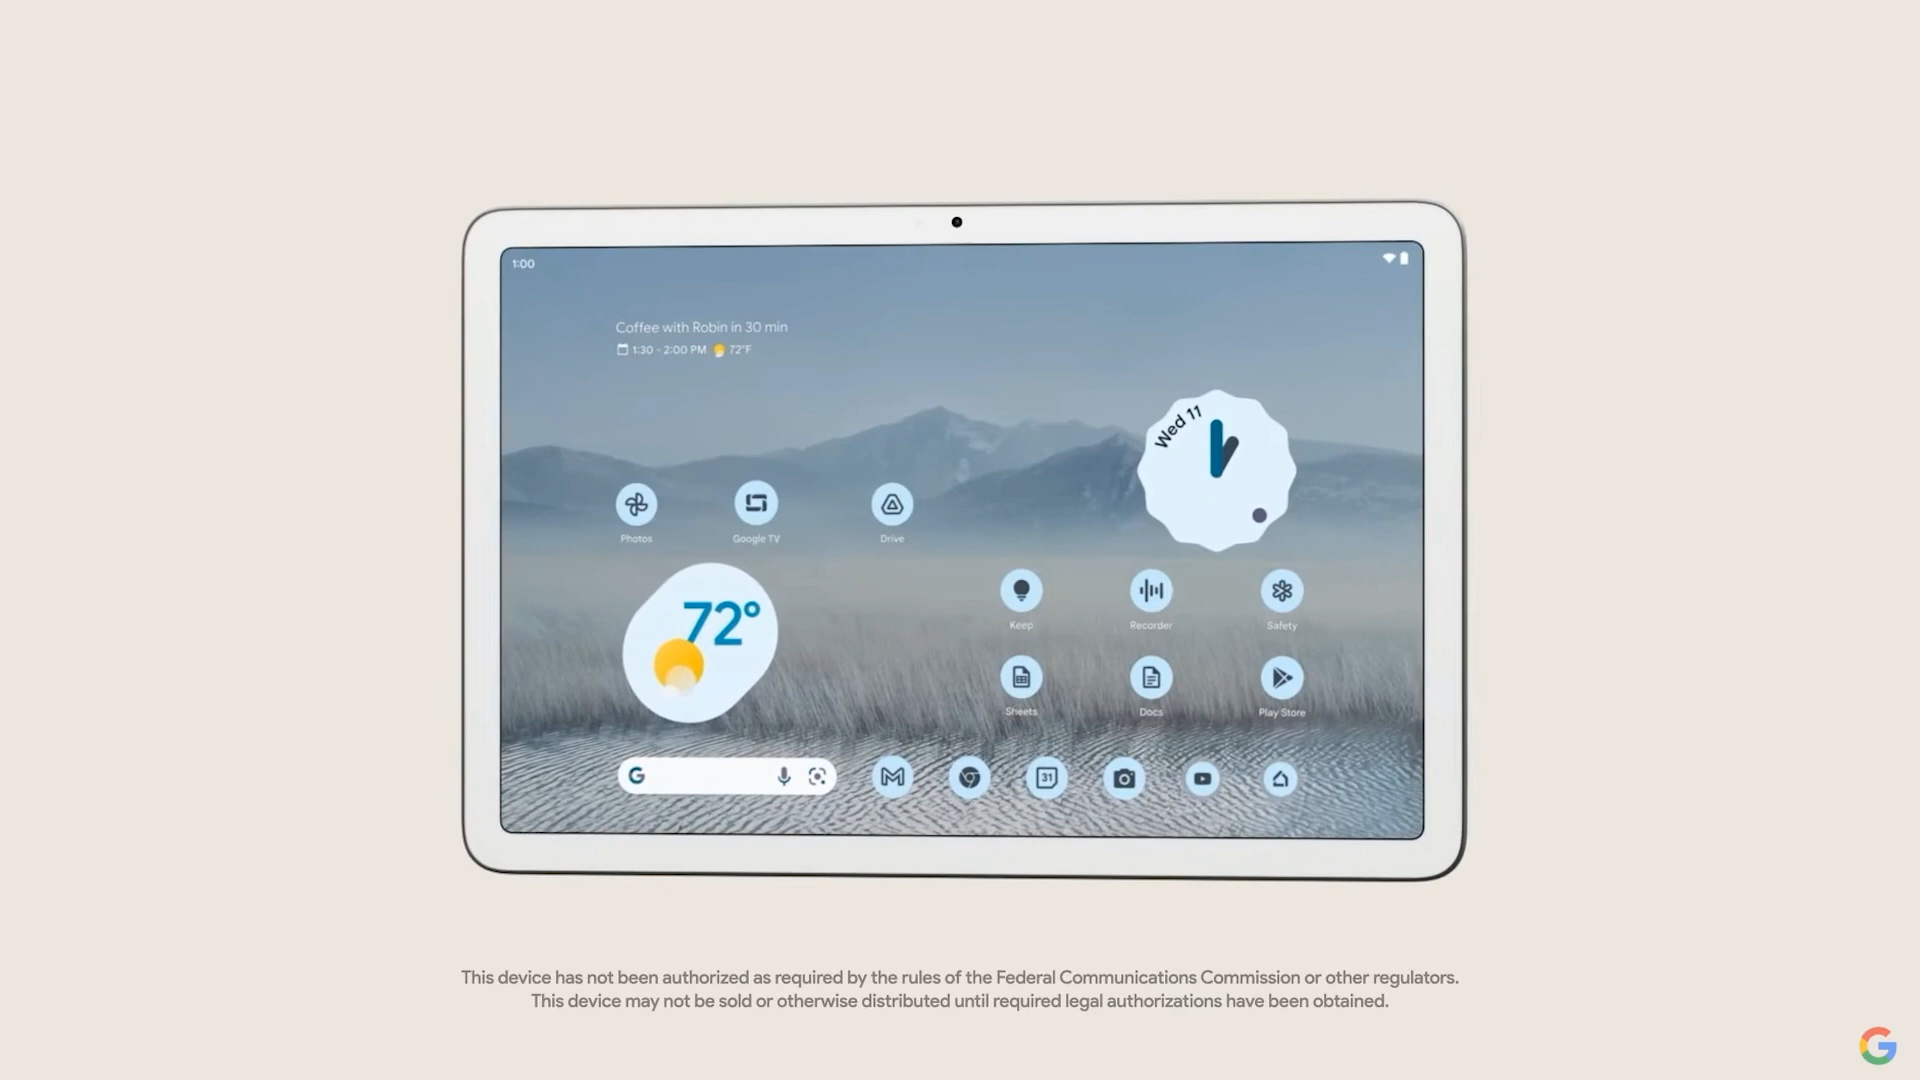 1:00
Coffee with Robin in 30 min
1:30 - 2:00 PM 72°F
Wed 11
Photos
Google TV
Drive
72°
Keep
Recorder
Safety
Sheets
Docs
Play Store
G
31
This device has not been authorized as required by the rules of the Federal Communications Commission or other regulators.
This device may not be sold or otherwise distributed until required legal authorizations have been obtained.
G